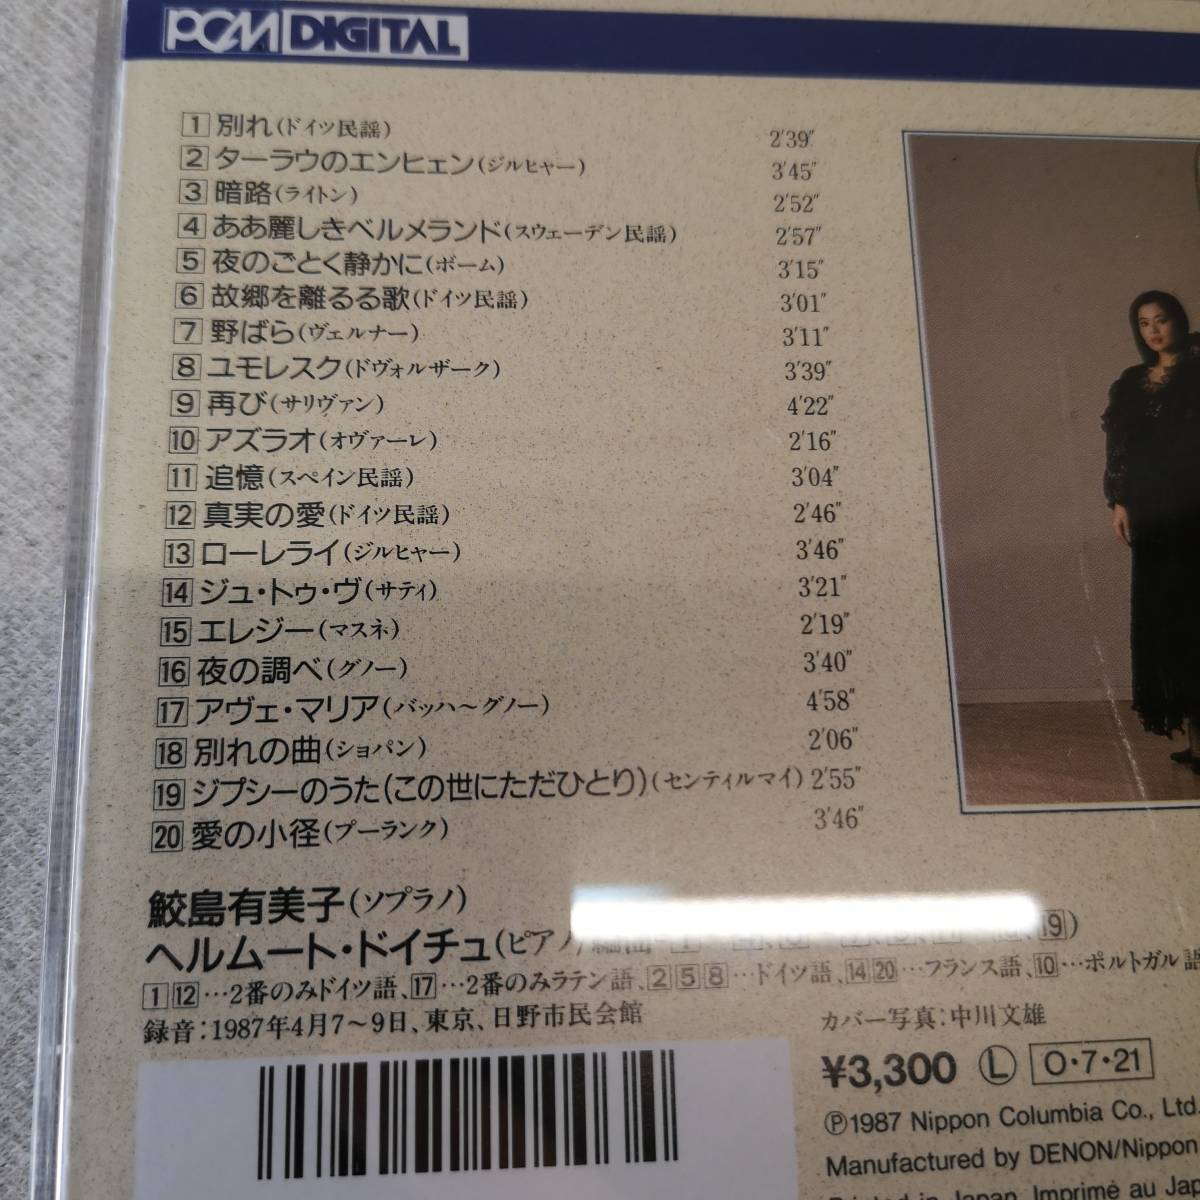 PCM DIGITAL
1 別れ(ドイツ民謡) 2'39"
2 ターラウのエンヒェン(ジルヒャー) 3'45"
3 暗路(ライトン) 2'52"
4 ああ麗しきベルメランド(スウェーデン民謡) 2'57"
5 夜のごとく静かに(ボーム) 3'15"
6 故郷を離るる歌(ドイツ民謡) 3'01"
7 野ばら(ヴェルナー) 3'11"
8 ユモレスク(ドヴォルザーク) 3'39"
9 再び(サリヴァン) 4'22"
10 アズラオ(オヴァーレ) 2'16"
11 追憶(スペイン民謡) 3'04"
12 真実の愛(ドイツ民謡) 2'46"
13 ローレライ(ジルヒャー) 3'46"
14 ジュ・トゥ・ヴ(サティ) 3'21"
15 エレジー(マスネ) 2'19"
16 夜の調べ(グノー) 3'40"
17 アヴェ・マリア(バッハ〜グノー) 4'58"
18 別れの曲(ショパン) 2'06"
19 ジプシーのうた(この世にただひとり)(センティルマイ) 2'55"
20 愛の小径(プーランク) 3'46"
鮫島有美子(ソプラノ)
ヘルムート・ドイチュ(ピアノ 19)
1 12…2番のみドイツ語、17…2番のみラテン語、2 5 8…ドイツ語、14 20…フランス語、10…ポルトガル語
録音:1987年4月7〜9日、東京、日野市民会館
カバー写真:中川文雄
¥3,300 Ⓛ O・7・21
Ⓟ1987 Nippon Columbia Co., Ltd.
Manufactured by DENON/Nippon
Printed in Japan, Imprimé au Jap